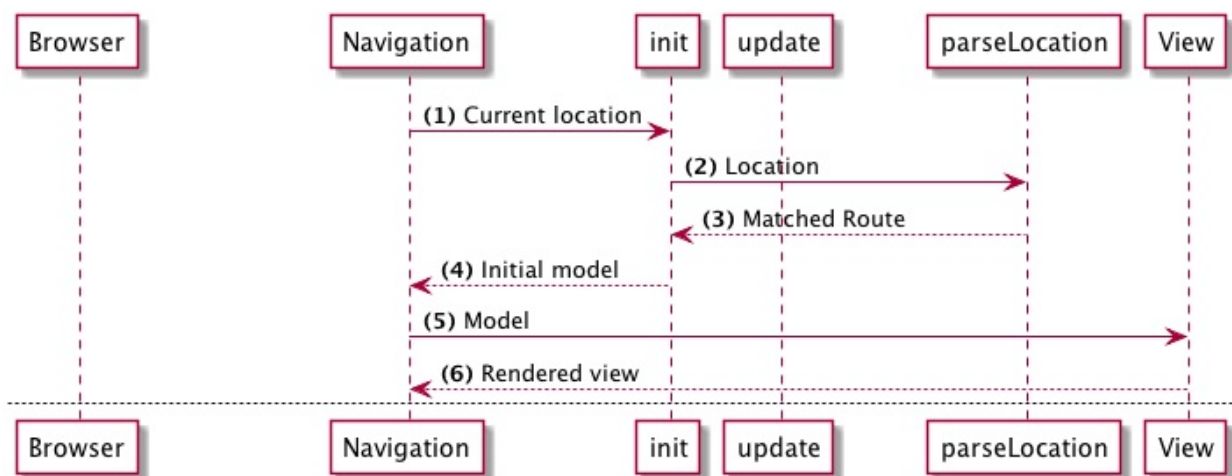 Browser Navigation init update parseLocation View
(1) Current location
(2) Location
(3) Matched Route
(4) Initial model
(5) Model
(6) Rendered view
Browser Navigation init update parseLocation View